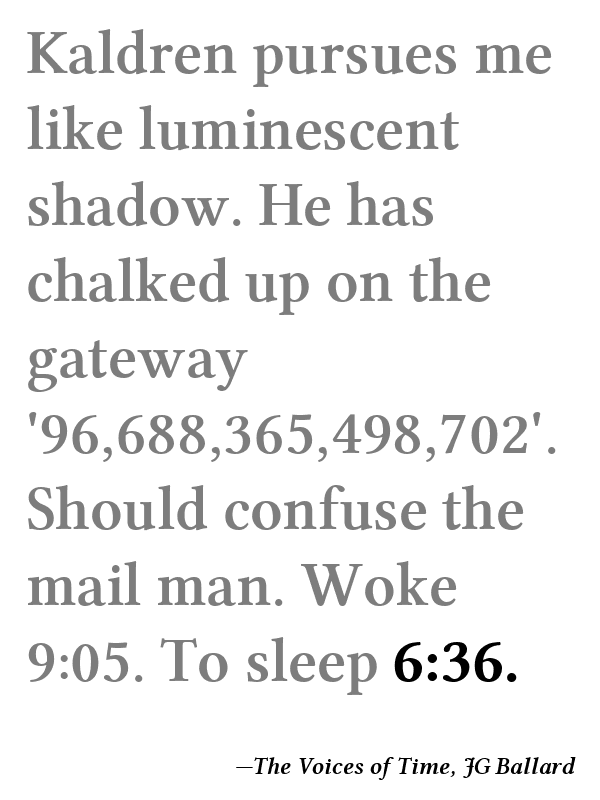 Kaldren pursues me
like luminescent
shadow. He has
chalked up on the
gateway
'96,688,365,498,702'.
Should confuse the
mail man. Woke
9:05. To sleep 6:36.
—The Voices of Time, JG Ballard